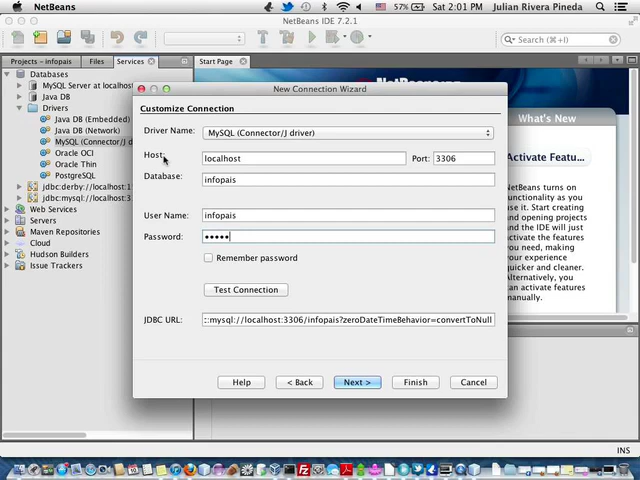 NetBeans 57% Sat 2:01 PM Julian Rivera Pineda
NetBeans IDE 7.2.1
Search (⌘+I)
Projects – infopais Files Services Start Page
Databases
MySQL Server at localhost
Java DB
Drivers
Java DB (Embedded)
Java DB (Network)
MySQL (Connector/J d
Oracle OCI
Oracle Thin
PostgreSQL
jdbc:derby://localhost:1
jdbc:mysql://localhost:3
Web Services
Servers
Maven Repositories
Cloud
Hudson Builders
Issue Trackers
New Connection Wizard
Customize Connection
Driver Name: MySQL (Connector/J driver)
Host: localhost Port: 3306
Database: infopais
User Name: infopais
Password: •••••
Remember password
Test Connection
JDBC URL: ::mysql://localhost:3306/infopais?zeroDateTimeBehavior=convertToNull
Help < Back Next > Finish Cancel
What's New
Java Donu Activate Featu...
NetBeans turns on
functionality as you
use it. Start creating
and opening projects
and the IDE will just
activate the features
you need, making
your experience
quicker and cleaner.
Alternatively, you
can activate features
manually.
INS